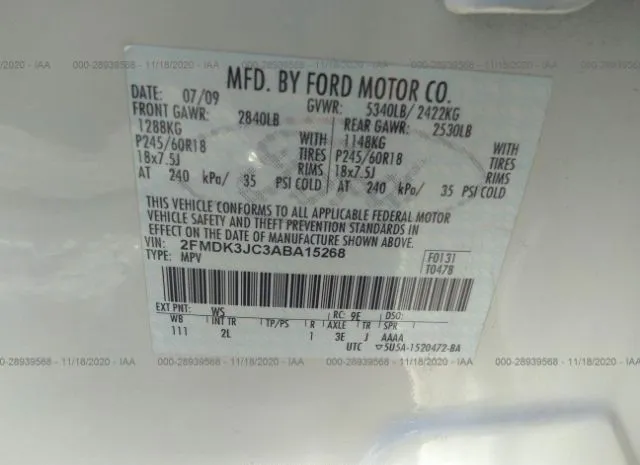 000-28939568 - 11/18/2020 - IAA
MFD. BY FORD MOTOR CO.
DATE: 07/09 GVWR: 5340LB/ 2422KG
FRONT GAWR: 2840LB REAR GAWR: 2530LB
1288KG 1148KG
P245/60R18 TIRES P245/60R18 TIRES
18x7.5J RIMS 18x7.5J RIMS
AT 240 kPa/ 35 PSI COLD AT 240 kPa/ 35 PSI COLD
THIS VEHICLE CONFORMS TO ALL APPLICABLE FEDERAL MOTOR
VEHICLE SAFETY AND THEFT PREVENTION STANDARDS IN
EFFECT ON THE DATE OF MANUFACTURE SHOWN ABOVE.
VIN: 2FMDK3JC3ABA15268 F0131
TYPE: MPV T0478
EXT PNT: WS RC: 9E DSO:
WB INT TR TP/PS R AXLE TR SPR
111 2L 1 3E J AAAA
UTC 5U5A-1520472-BA